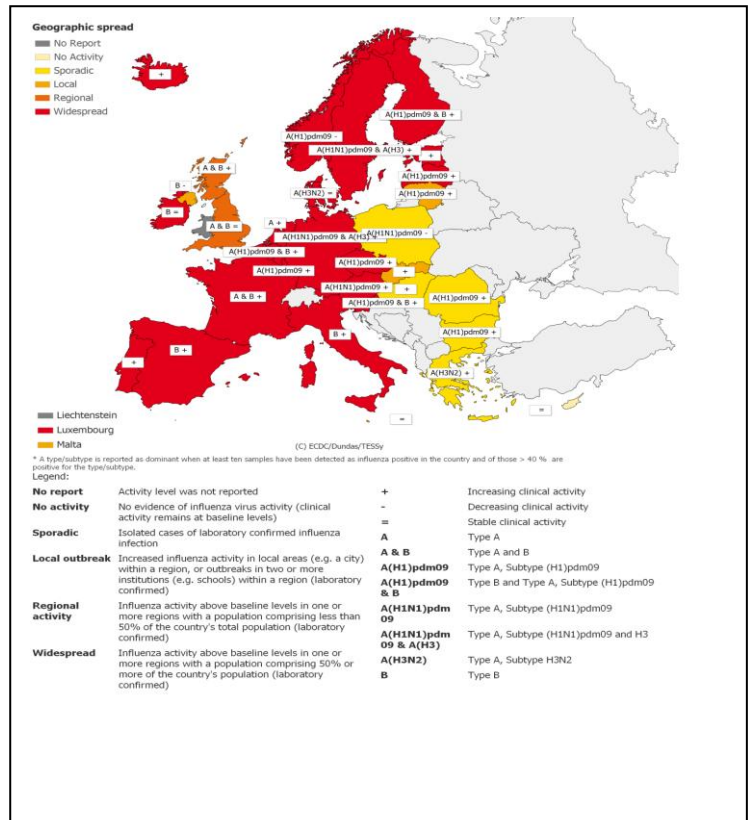 Geographic spread
No Report
No Activity
Sporadic
Local
Regional
Widespread
+
A(H1)pdm09 & B +
A(H1)pdm09 -
A(H1N1)pdm09 & A(H3) +
+
A & B +
A(H1)pdm09 +
B -
A(H3N2) =
A(H1)pdm09 +
B =
A & B =
A +
A(H1N1)pdm09 & A(H3) +
A(H1N1)pdm09 -
A(H1)pdm09 & B +
A(H1)pdm09 +
A(H1)pdm09 +
+
A(H1N1)pdm09 +
+
A & B +
A(H1)pdm09 & B +
A(H1)pdm09 +
A(H1)pdm09 +
B +
B +
+
A(H3N2) +
=
=
Liechtenstein
Luxembourg
Malta
(C) ECDC/Dundas/TESSy
* A type/subtype is reported as dominant when at least ten samples have been detected as influenza positive in the country and of those > 40 % are
positive for the type/subtype.
Legend:
No report Activity level was not reported + Increasing clinical activity
No activity No evidence of influenza virus activity (clinical - Decreasing clinical activity
activity remains at baseline levels) = Stable clinical activity
Sporadic Isolated cases of laboratory confirmed influenza A Type A
infection A & B Type A and B
Local outbreak Increased influenza activity in local areas (e.g. a city) A(H1)pdm09 Type A, Subtype (H1)pdm09
within a region, or outbreaks in two or more A(H1)pdm09 Type B and Type A, Subtype (H1)pdm09
institutions (e.g. schools) within a region (laboratory & B
confirmed)
Regional Influenza activity above baseline levels in one or A(H1N1)pdm Type A, Subtype (H1N1)pdm09
activity more regions with a population comprising less than 09
50% of the country's total population (laboratory A(H1N1)pdm Type A, Subtype (H1N1)pdm09 and H3
confirmed) 09 & A(H3)
Widespread Influenza activity above baseline levels in one or A(H3N2) Type A, Subtype H3N2
more regions with a population comprising 50% or B Type B
more of the country's population (laboratory
confirmed)